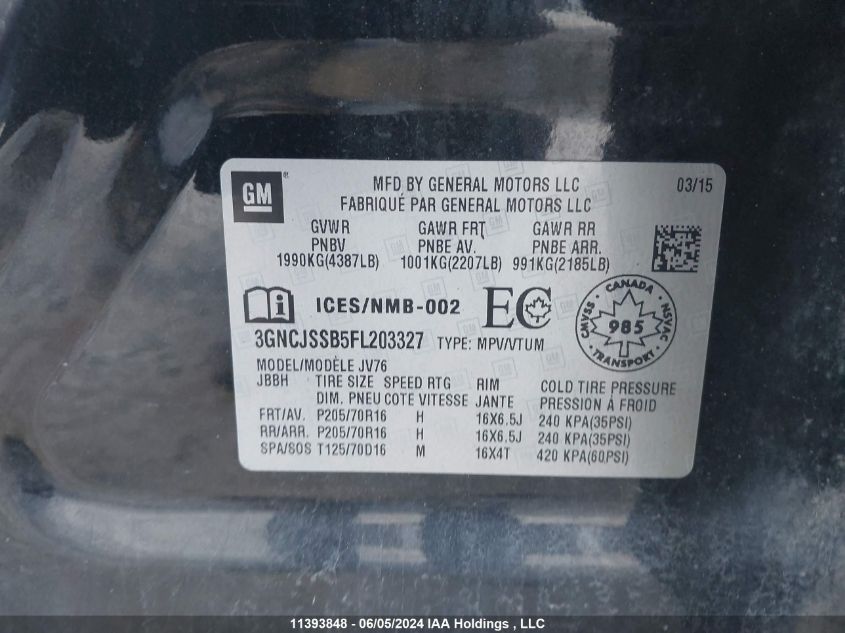 GM
MFD BY GENERAL MOTORS LLC 03/15
FABRIQUÉ PAR GENERAL MOTORS LLC
GVWR GAWR FRT GAWR RR
PNBV PNBE AV. PNBE ARR.
1990KG(4387LB) 1001KG(2207LB) 991KG(2185LB)
ICES/NMB-002 EC
CANADA
CMVSS 985 NSVAC
TRANSPORT
3GNCJSSB5FL203327 TYPE: MPV/VTUM
MODEL/MODÈLE JV76
JBBH TIRE SIZE SPEED RTG RIM COLD TIRE PRESSURE
DIM. PNEU COTE VITESSE JANTE PRESSION À FROID
FRT/AV. P205/70R16 H 16X6.5J 240 KPA(35PSI)
RR/ARR. P205/70R16 H 16X6.5J 240 KPA(35PSI)
SPA/SOS T125/70D16 M 16X4T 420 KPA(60PSI)
11393848 - 06/05/2024 IAA Holdings , LLC